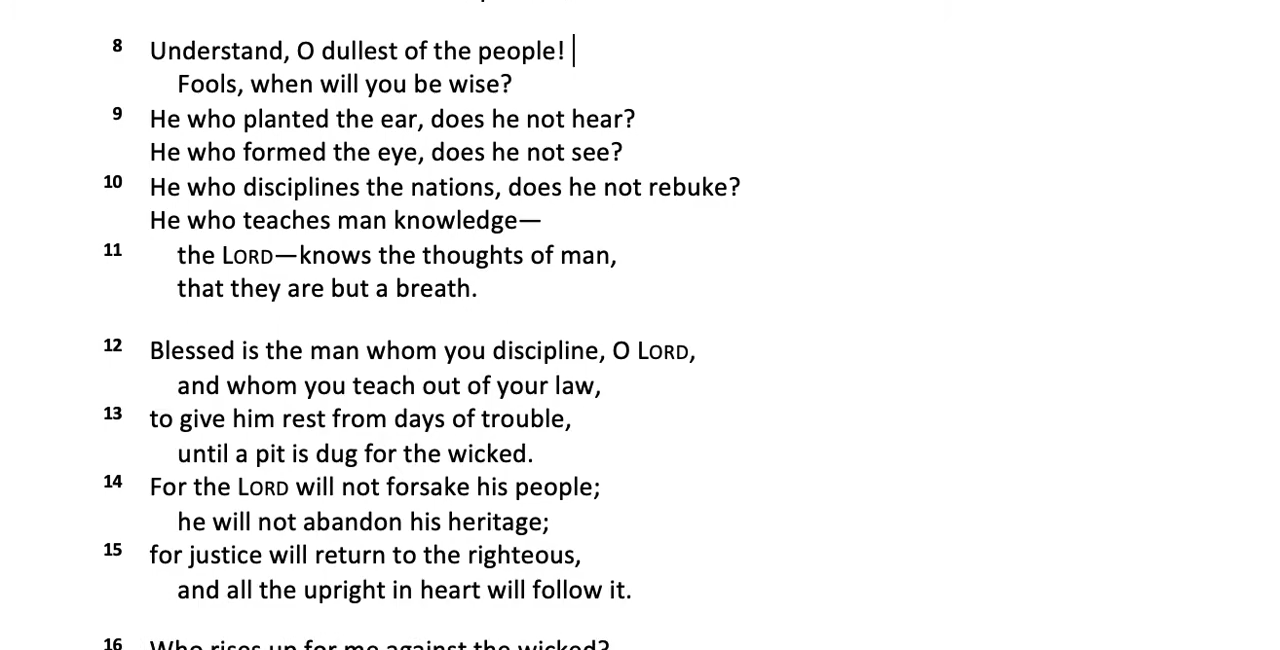 8 Understand, O dullest of the people!
Fools, when will you be wise?
9 He who planted the ear, does he not hear?
He who formed the eye, does he not see?
10 He who disciplines the nations, does he not rebuke?
He who teaches man knowledge—
11 the LORD—knows the thoughts of man,
that they are but a breath.
12 Blessed is the man whom you discipline, O LORD,
and whom you teach out of your law,
13 to give him rest from days of trouble,
until a pit is dug for the wicked.
14 For the LORD will not forsake his people;
he will not abandon his heritage;
15 for justice will return to the righteous,
and all the upright in heart will follow it.
16 Who rises up for me against the wicked?